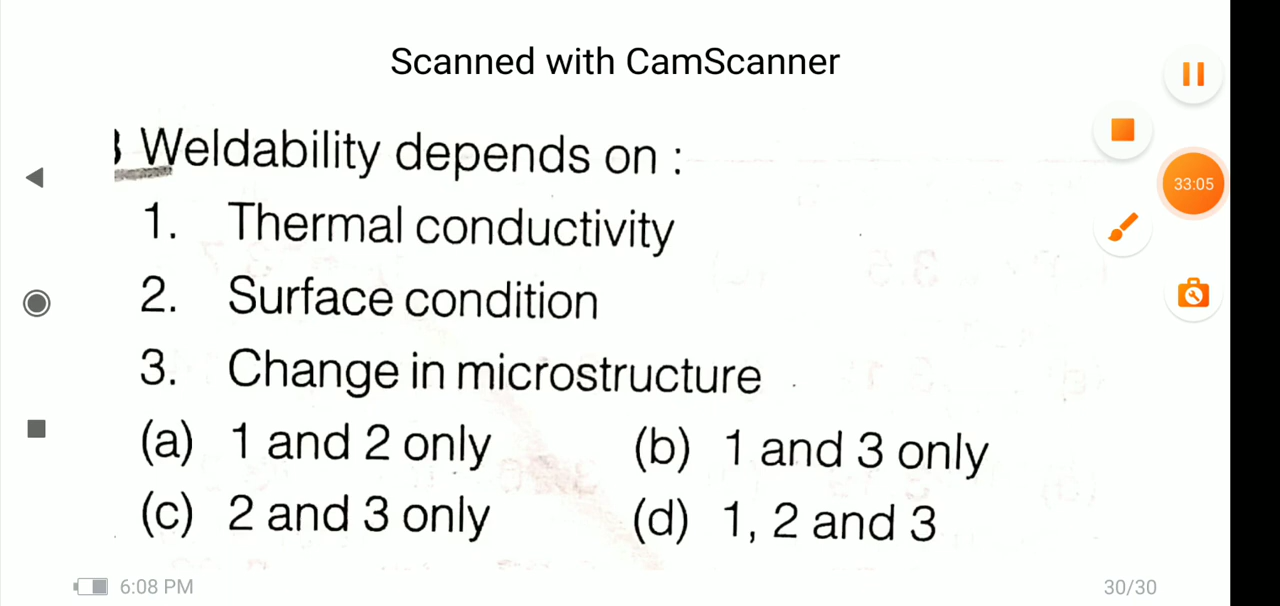 Scanned with CamScanner
Weldability depends on :
1. Thermal conductivity
2. Surface condition
3. Change in microstructure
(a) 1 and 2 only (b) 1 and 3 only
(c) 2 and 3 only (d) 1, 2 and 3
33:05
6:08 PM 30/30